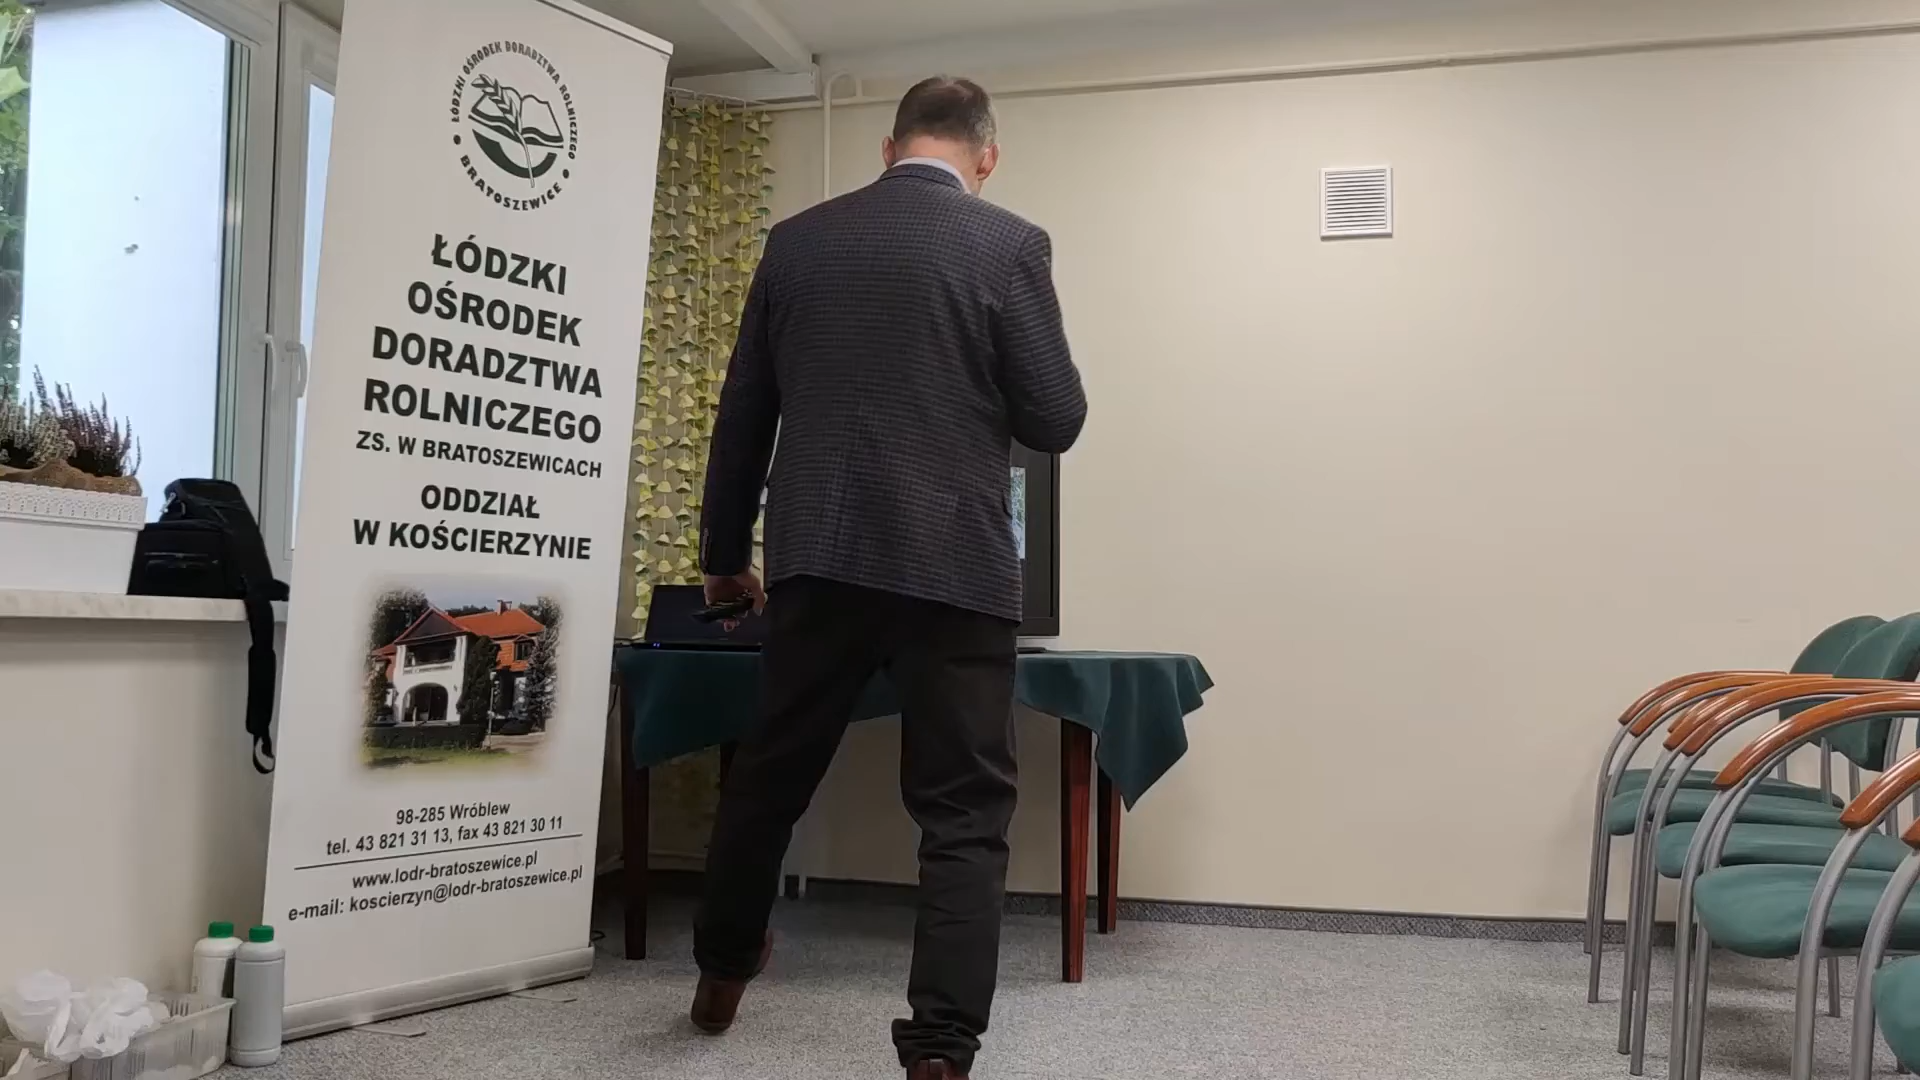 ŁÓDZKI OŚRODEK DORADZTWA ROLNICZEGO
• BRATOSZEWICE •
ŁÓDZKI
OŚRODEK
DORADZTWA
ROLNICZEGO
ZS. W BRATOSZEWICACH
ODDZIAŁ
W KOŚCIERZYNIE
98-285 Wróblew
tel. 43 821 31 13, fax 43 821 30 11
www.lodr-bratoszewice.pl
e-mail: koscierzyn@lodr-bratoszewice.pl